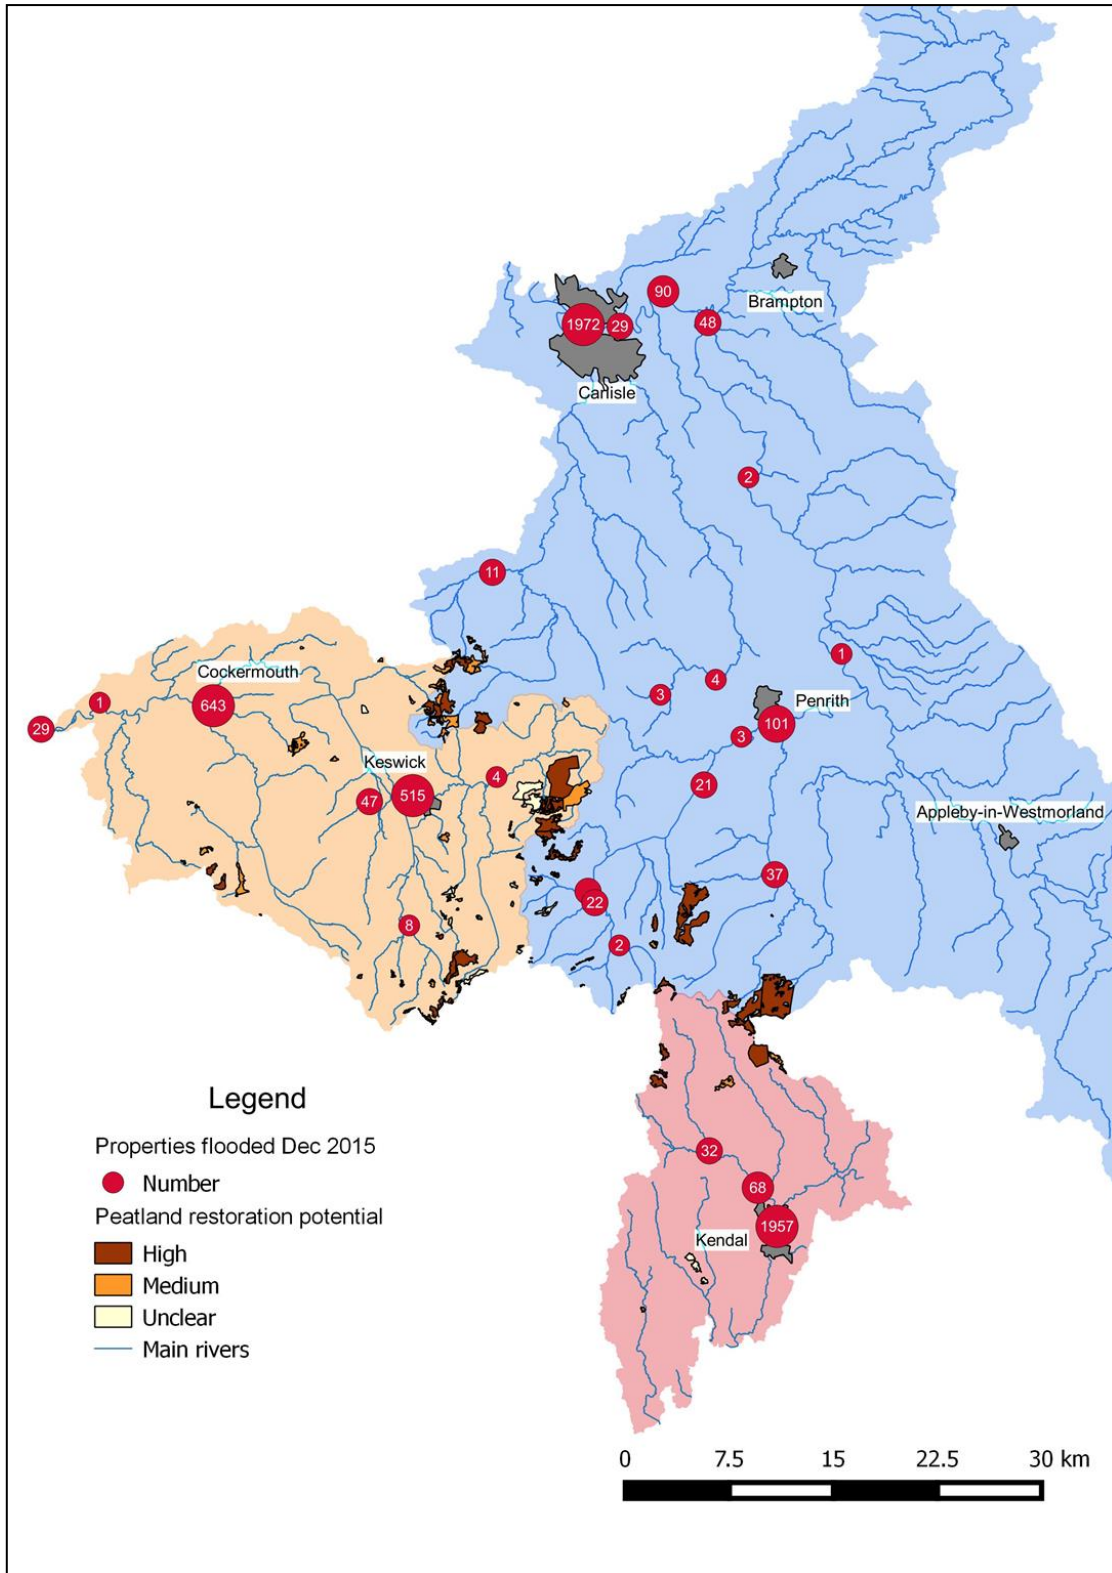 90
Brampton
1972
29
48
Carlisle
2
11
1
Cockermouth
4
3
Penrith
1
643
101
29
3
Keswick
4
21
515
47
Appleby-in-Westmorland
37
22
8
2
Legend
Properties flooded Dec 2015
Number
Peatland restoration potential
High
Medium
Unclear
Main rivers
32
68
1957
Kendal
0 7.5 15 22.5 30 km